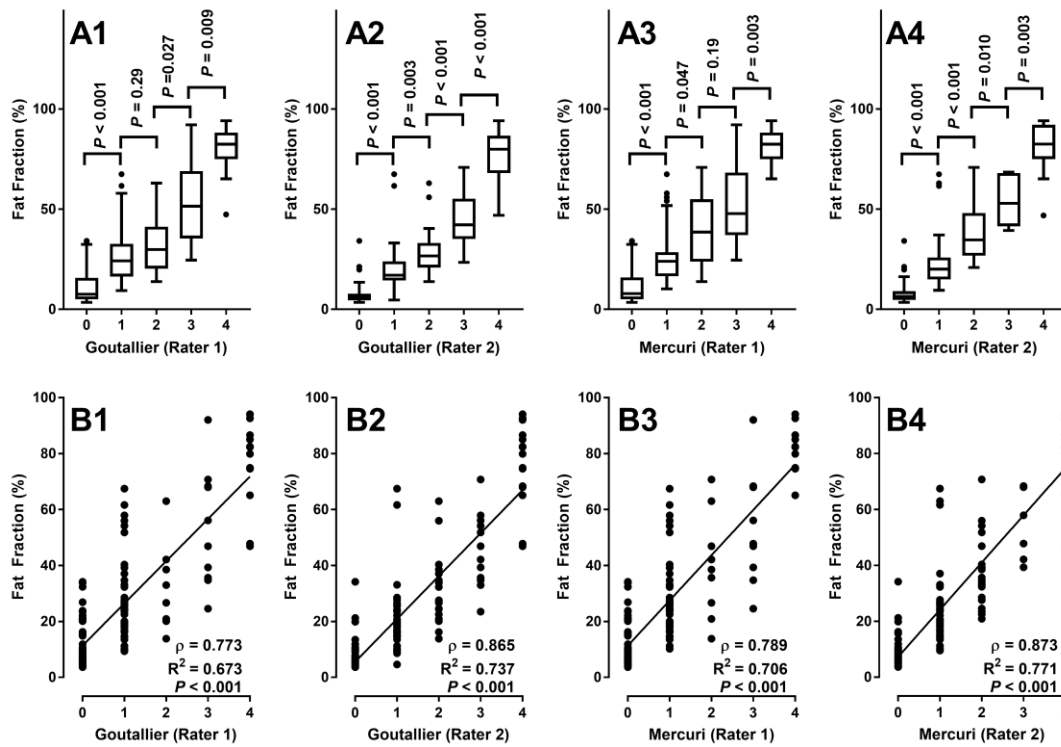 A1
P < 0.001
P = 0.29
P =0.027
P = 0.009
Fat Fraction (%)
100
50
0
0 1 2 3 4
Goutallier (Rater 1)
A2
P < 0.001
P = 0.003
P < 0.001
P < 0.001
Fat Fraction (%)
100
50
0
0 1 2 3 4
Goutallier (Rater 2)
A3
P < 0.001
P = 0.047
P = 0.19
P = 0.003
Fat Fraction (%)
100
50
0
0 1 2 3 4
Mercuri (Rater 1)
A4
P < 0.001
P < 0.001
P = 0.010
P = 0.003
Fat Fraction (%)
100
50
0
0 1 2 3 4
Mercuri (Rater 2)
B1
Fat Fraction (%)
100
80
60
40
20
0
ρ = 0.773
R² = 0.673
P < 0.001
0 1 2 3 4
Goutallier (Rater 1)
B2
Fat Fraction (%)
100
80
60
40
20
0
ρ = 0.865
R² = 0.737
P < 0.001
0 1 2 3 4
Goutallier (Rater 2)
B3
Fat Fraction (%)
100
80
60
40
20
0
ρ = 0.789
R² = 0.706
P < 0.001
0 1 2 3 4
Mercuri (Rater 1)
B4
Fat Fraction (%)
100
80
60
40
20
0
ρ = 0.873
R² = 0.771
P < 0.001
0 1 2 3
Mercuri (Rater 2)